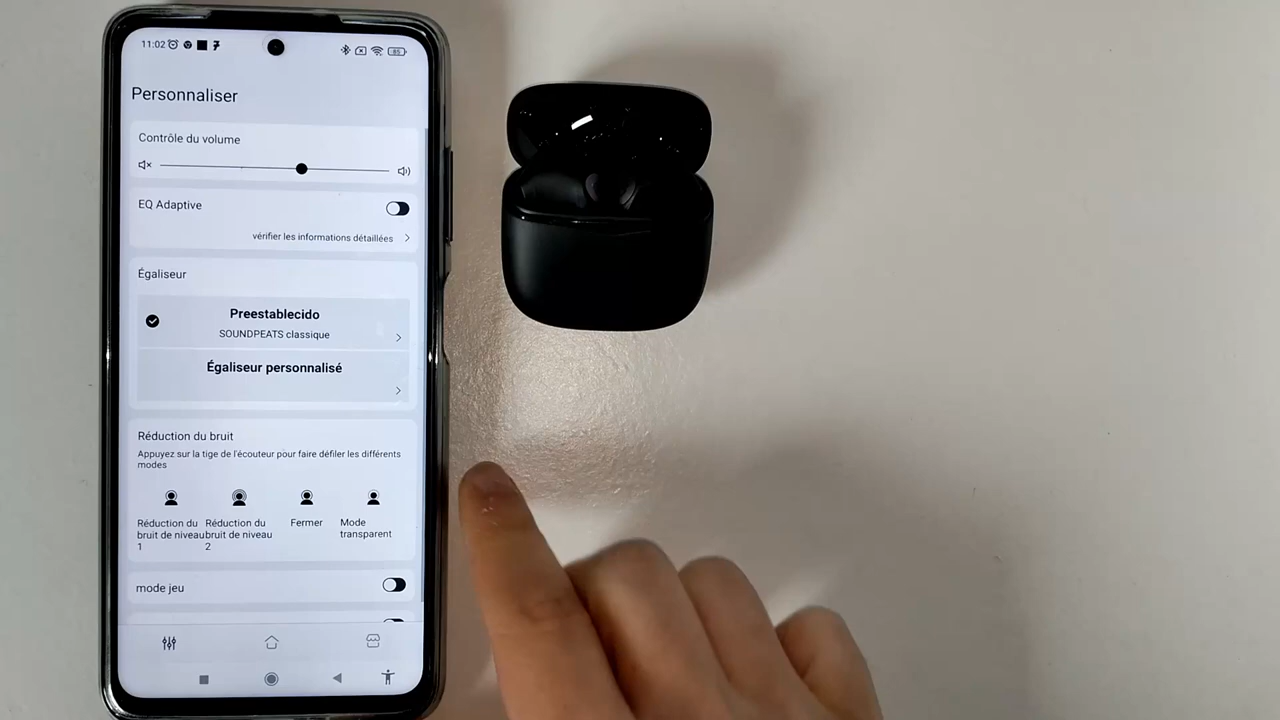 11:02
85
Personnaliser
Contrôle du volume
EQ Adaptive
vérifier les informations détaillées
Égaliseur
Preestablecido
SOUNDPEATS classique
Égaliseur personnalisé
Réduction du bruit
Appuyez sur la tige de l'écouteur pour faire défiler les différents
modes
Réduction du
bruit de niveau
1
Réduction du
bruit de niveau
2
Fermer
Mode
transparent
mode jeu